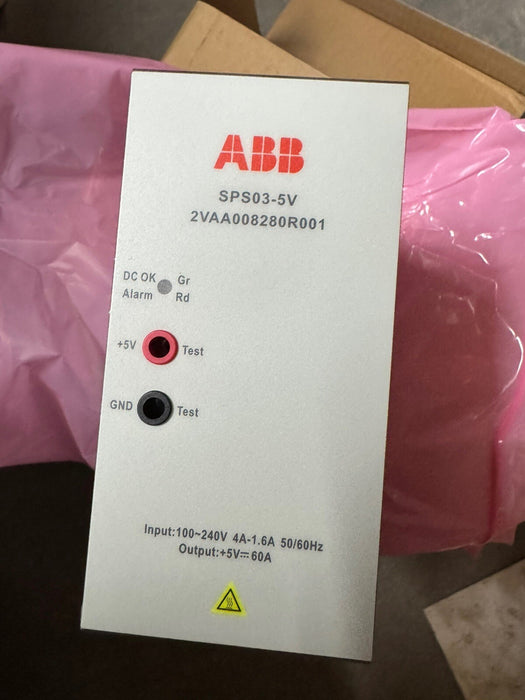 ABB
SPS03-5V
2VAA008280R001
DC OK Gr
Alarm Rd
+5V Test
GND Test
Input:100~240V 4A-1.6A 50/60Hz
Output:+5V⎓60A